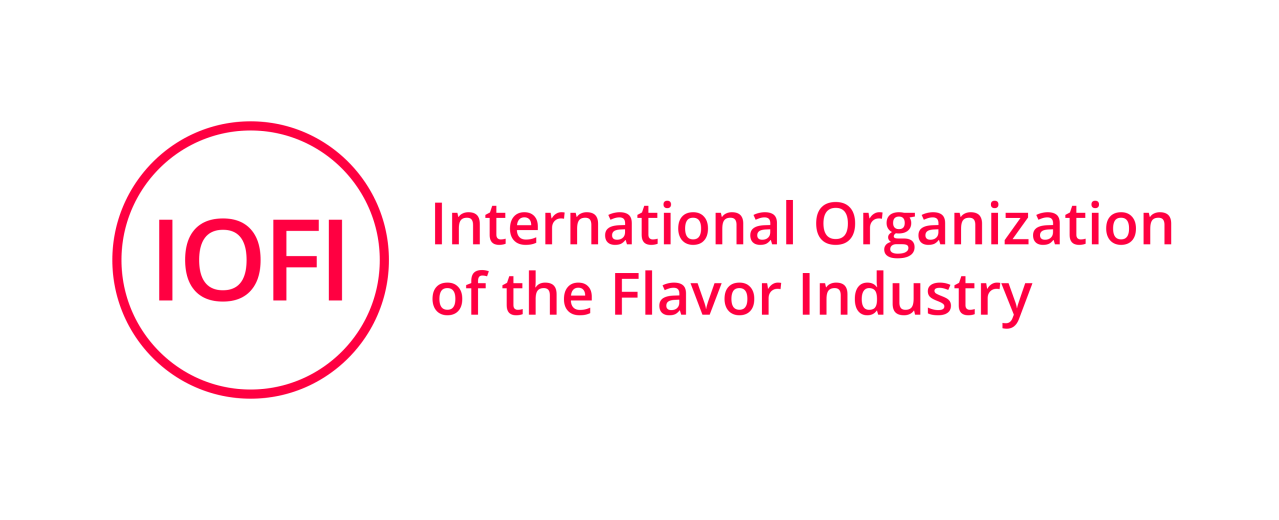 IOFI
International Organization
of the Flavor Industry